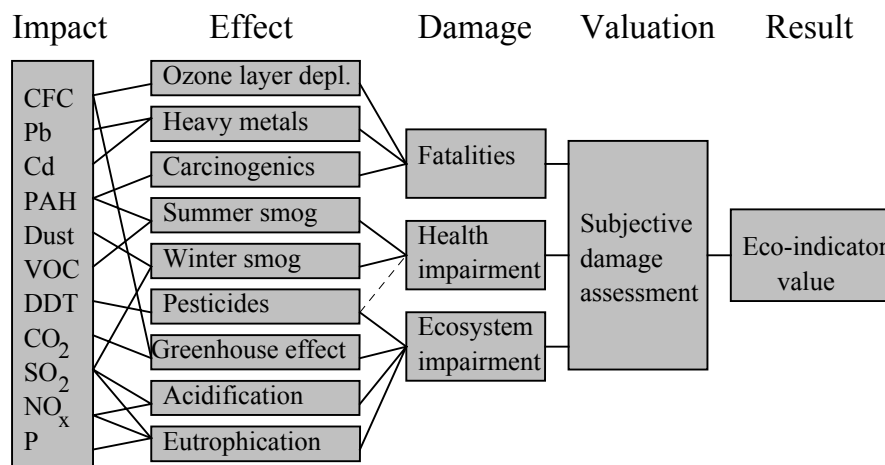 Impact
Effect
Damage
Valuation
Result
CFC
Pb
Cd
PAH
Dust
VOC
DDT
CO2
SO2
NOx
P
Ozone layer depl.
Heavy metals
Carcinogenics
Summer smog
Winter smog
Pesticides
Greenhouse effect
Acidification
Eutrophication
Fatalities
Health
impairment
Ecosystem
impairment
Subjective
damage
assessment
Eco-indicator
value